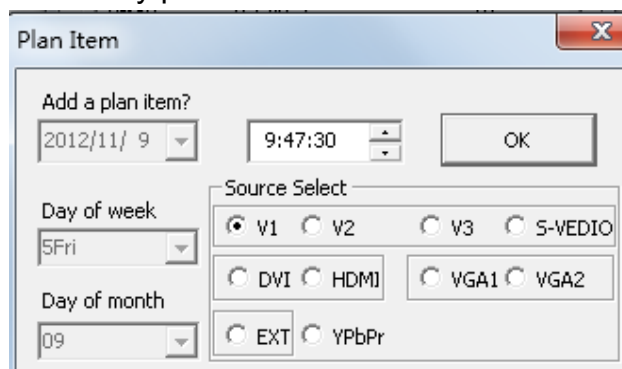 Plan Item
Add a plan item?
2012/11/ 9
9:47:30
OK
Source Select
Day of week
V1 V2 V3 S-VEDIO
5Fri
DVI HDMI VGA1 VGA2
Day of month
09
EXT YPbPr